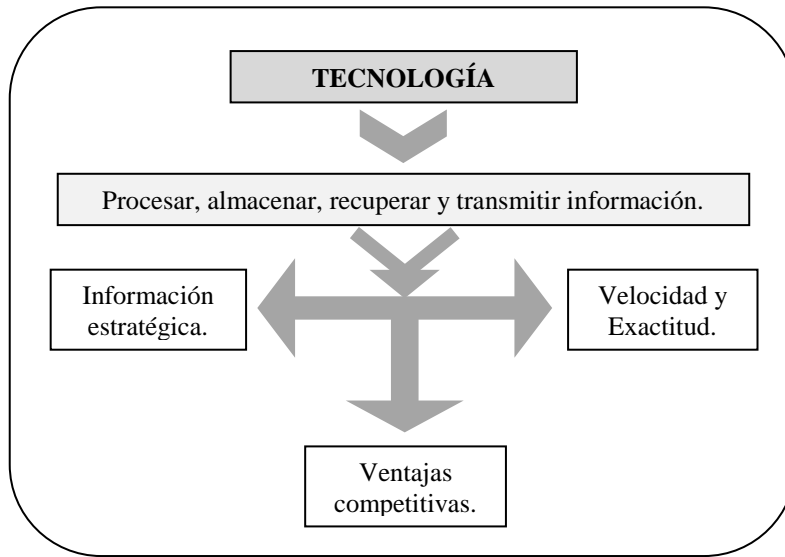 TECNOLOGÍA
Procesar, almacenar, recuperar y transmitir información.
Información
estratégica.
Velocidad y
Exactitud.
Ventajas
competitivas.